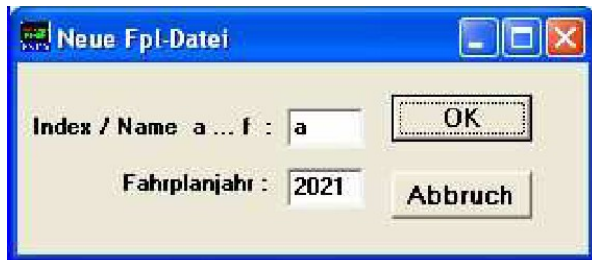 Neue Fpl-Datei
Index / Name a ... f : a
OK
Fahrplanjahr : 2021
Abbruch